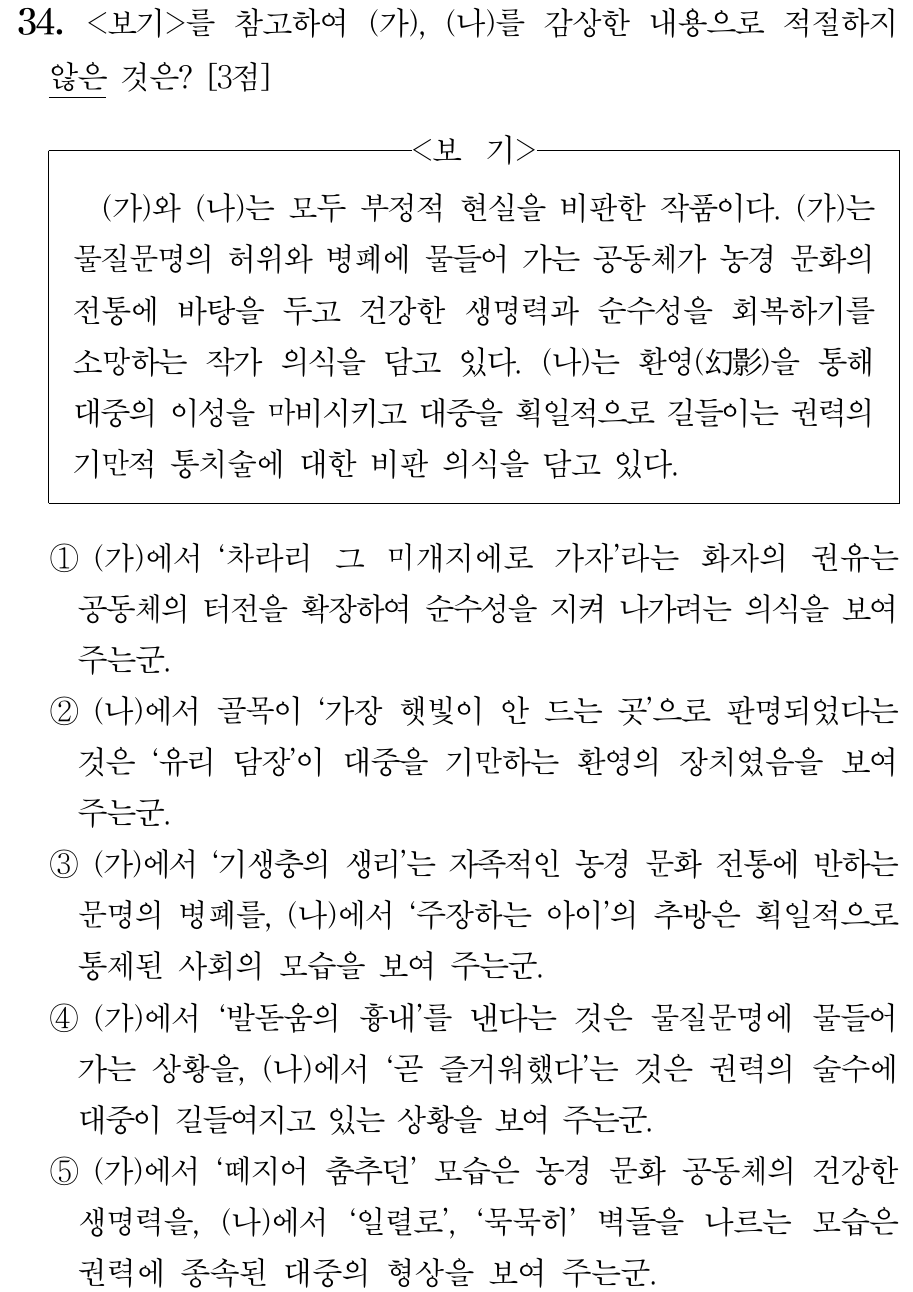 34. <보기>를 참고하여 (가), (나)를 감상한 내용으로 적절하지
않은 것은? [3점]
<보 기>
(가)와 (나)는 모두 부정적 현실을 비판한 작품이다. (가)는
물질문명의 허위와 병폐에 물들어 가는 공동체가 농경 문화의
전통에 바탕을 두고 건강한 생명력과 순수성을 회복하기를
소망하는 작가 의식을 담고 있다. (나)는 환영(幻影)을 통해
대중의 이성을 마비시키고 대중을 획일적으로 길들이는 권력의
기만적 통치술에 대한 비판 의식을 담고 있다.
① (가)에서 ‘차라리 그 미개지에로 가자’라는 화자의 권유는
공동체의 터전을 확장하여 순수성을 지켜 나가려는 의식을 보여
주는군.
② (나)에서 골목이 ‘가장 햇빛이 안 드는 곳’으로 판명되었다는
것은 ‘유리 담장’이 대중을 기만하는 환영의 장치였음을 보여
주는군.
③ (가)에서 ‘기생충의 생리’는 자족적인 농경 문화 전통에 반하는
문명의 병폐를, (나)에서 ‘주장하는 아이’의 추방은 획일적으로
통제된 사회의 모습을 보여 주는군.
④ (가)에서 ‘발돋움의 흉내’를 낸다는 것은 물질문명에 물들어
가는 상황을, (나)에서 ‘곧 즐거워했다’는 것은 권력의 술수에
대중이 길들여지고 있는 상황을 보여 주는군.
⑤ (가)에서 ‘떼지어 춤추던’ 모습은 농경 문화 공동체의 건강한
생명력을, (나)에서 ‘일렬로’, ‘묵묵히’ 벽돌을 나르는 모습은
권력에 종속된 대중의 형상을 보여 주는군.